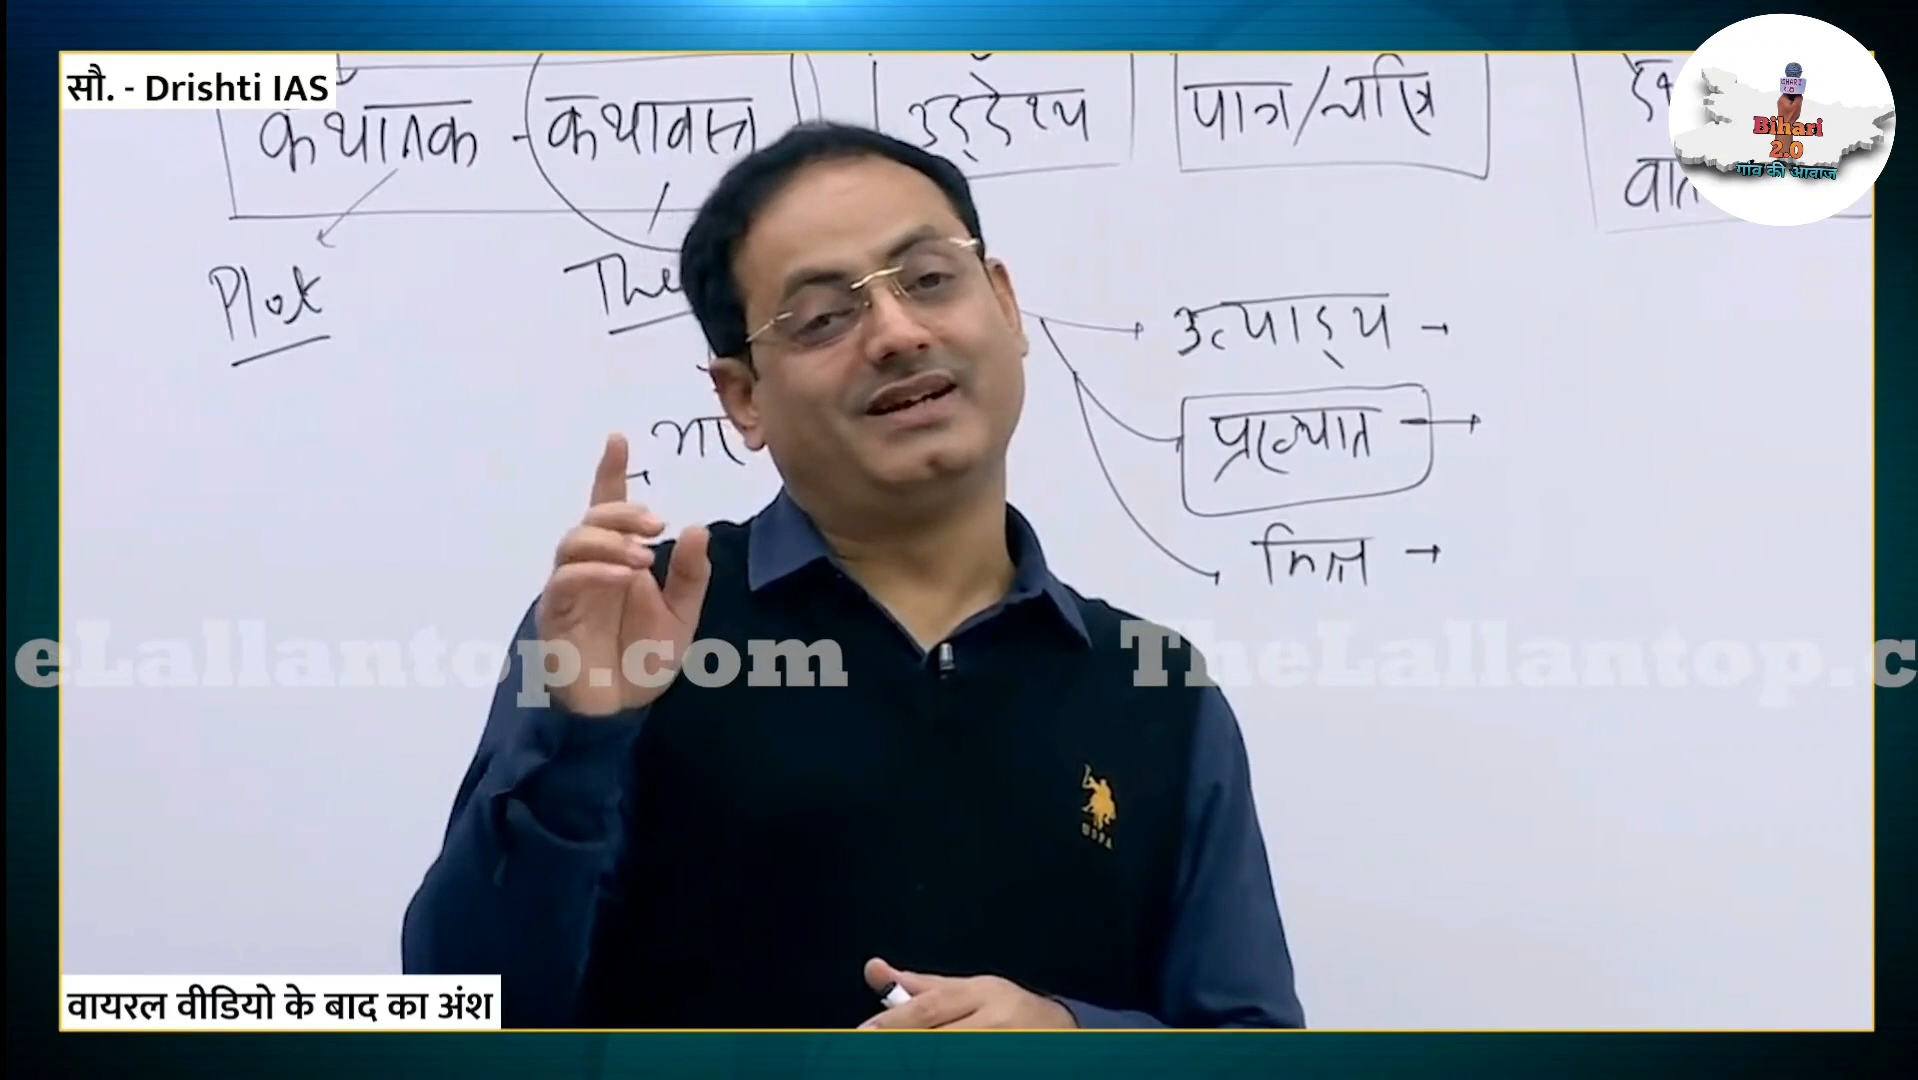 सौ. - Drishti IAS
कथानक - कथावस्तु
उद्देश्य
पात्र/चरित्र
Bihari
2.0
गांव की आवाज
Plot
उत्पाद्य →
प्रख्यात →
मिश्र →
eLallantop.com
TheLallantop.c
USPA
वायरल वीडियो के बाद का अंश